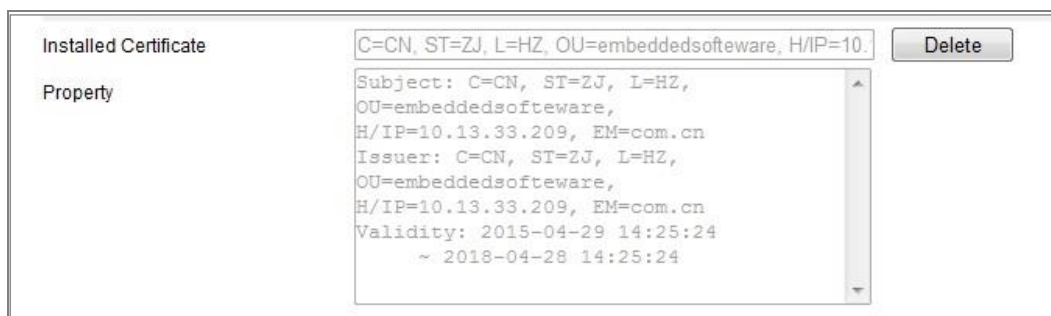 Installed Certificate
C=CN, ST=ZJ, L=HZ, OU=embeddedsofteware, H/IP=10.
Delete
Property
Subject: C=CN, ST=ZJ, L=HZ,
OU=embeddedsofteware,
H/IP=10.13.33.209, EM=com.cn
Issuer: C=CN, ST=ZJ, L=HZ,
OU=embeddedsofteware,
H/IP=10.13.33.209, EM=com.cn
Validity: 2015-04-29 14:25:24
~ 2018-04-28 14:25:24